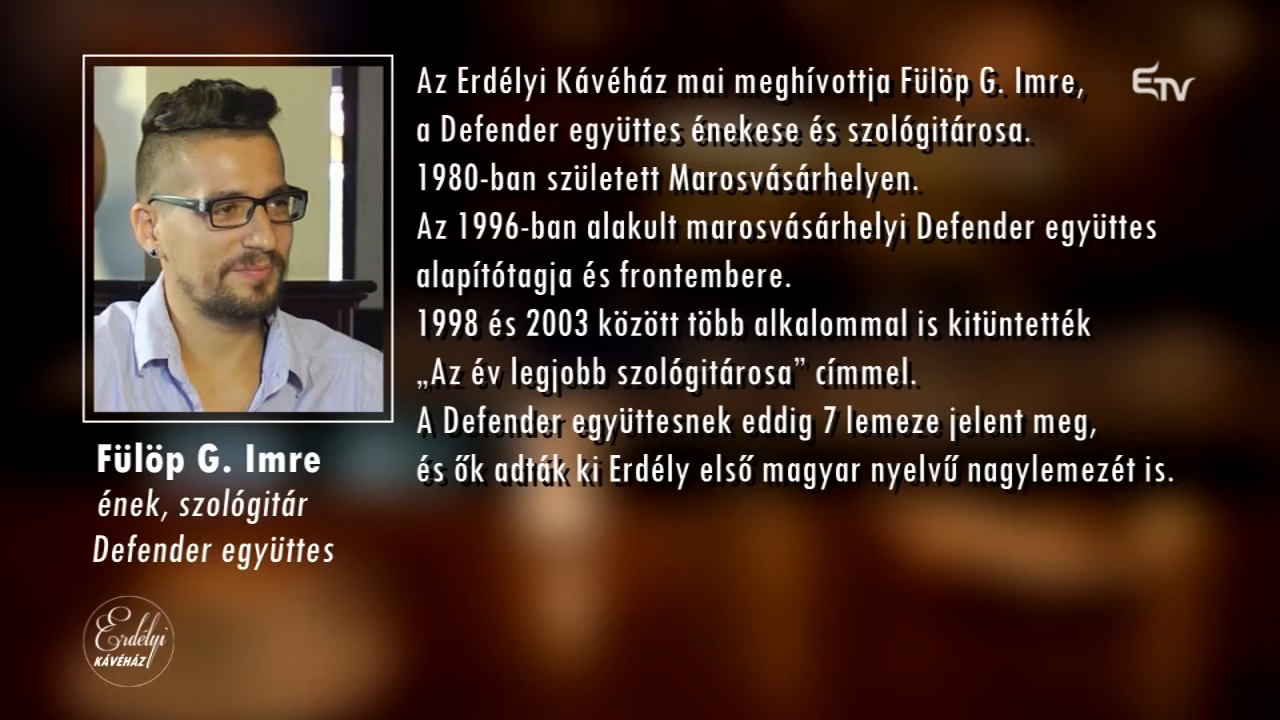 Az Erdélyi Kávéház mai meghívottja Fülöp G. Imre,
a Defender együttes énekese és szológitárosa.
1980-ban született Marosvásárhelyen.
Az 1996-ban alakult marosvásárhelyi Defender együttes
alapítótagja és frontembere.
1998 és 2003 között több alkalommal is kitüntették
„Az év legjobb szológitárosa” címmel.
A Defender együttesnek eddig 7 lemeze jelent meg,
és ők adták ki Erdély első magyar nyelvű nagylemezét is.
ETV
Fülöp G. Imre
ének, szológitár
Defender együttes
Erdélyi
KÁVÉHÁZ